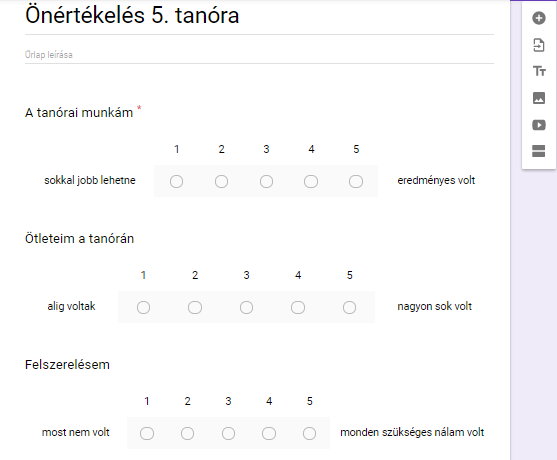 Önértékelés 5. tanóra
Űrlap leírása
A tanórai munkám *
1 2 3 4 5
sokkal jobb lehetne eredményes volt
Ötleteim a tanórán
1 2 3 4 5
alig voltak nagyon sok volt
Felszerelésem
1 2 3 4 5
most nem volt monden szükséges nálam volt